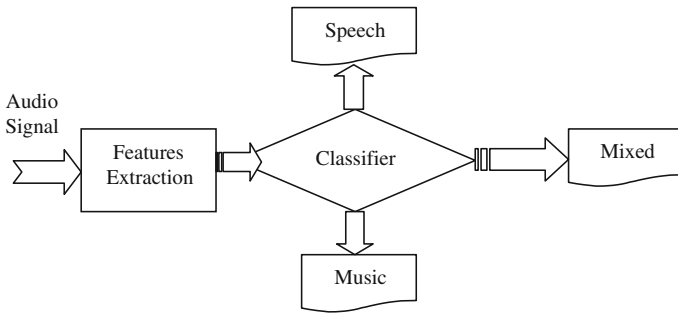 Speech
Audio
Signal
Features
Extraction
Classifier
Mixed
Music